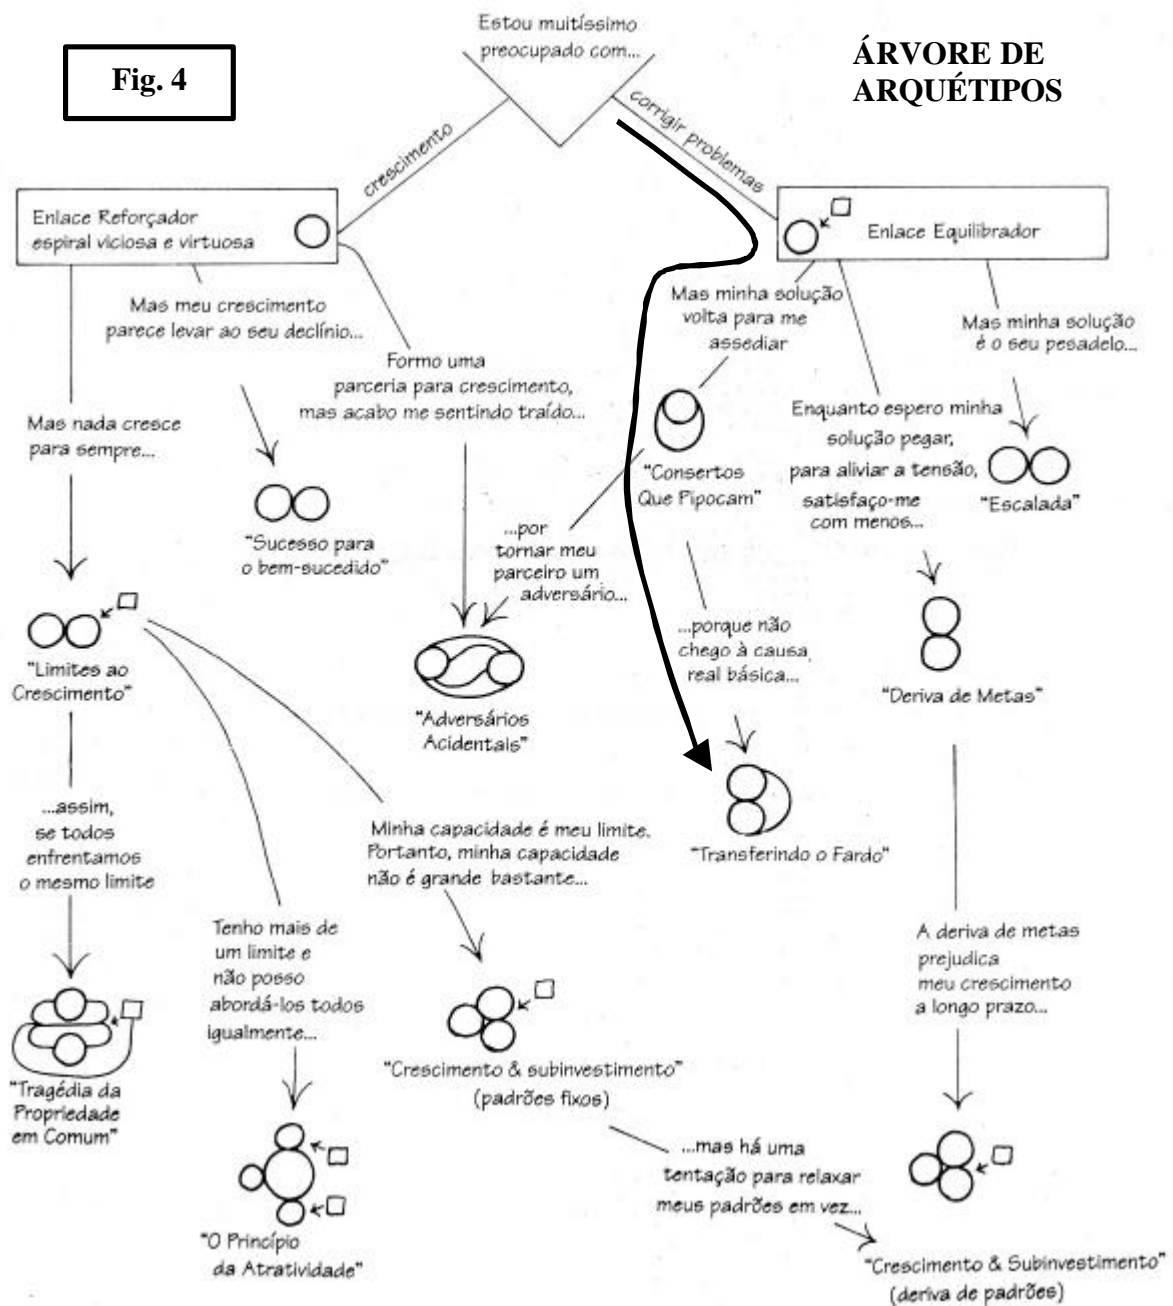 Fig. 4
Estou muitíssimo
preocupado com...
ÁRVORE DE
ARQUÉTIPOS
crescimento
corrigir problemas
Enlace Reforçador
espiral viciosa e virtuosa
Enlace Equilibrador
Mas meu crescimento
parece levar ao seu declínio...
Formo uma
parceria para crescimento,
mas acabo me sentindo traído...
Mas minha solução
volta para me
assediar
Mas minha solução
é o seu pesadelo...
Mas nada cresce
para sempre...
Enquanto espero minha
solução pegar,
para aliviar a tensão,
satisfaço-me
com menos...
"Consertos
Que Pipocam"
"Escalada"
"Sucesso para
o bem-sucedido"
...por
tornar meu
parceiro um
adversário...
...porque não
chego à causa
real básica...
"Limites ao
Crescimento"
"Adversários
Acidentais"
"Deriva de Metas"
...assim,
se todos
enfrentamos
o mesmo limite
Minha capacidade é meu limite.
Portanto, minha capacidade
não é grande bastante...
"Transferindo o Fardo"
Tenho mais de
um limite e
não posso
abordá-los todos
igualmente...
A deriva de metas
prejudica
meu crescimento
a longo prazo...
"Tragédia da
Propriedade
em Comum"
"Crescimento & subinvestimento"
(padrões fixos)
...mas há uma
tentação para relaxar
meus padrões em vez...
"O Princípio
da Atratividade"
"Crescimento & Subinvestimento"
(deriva de padrões)